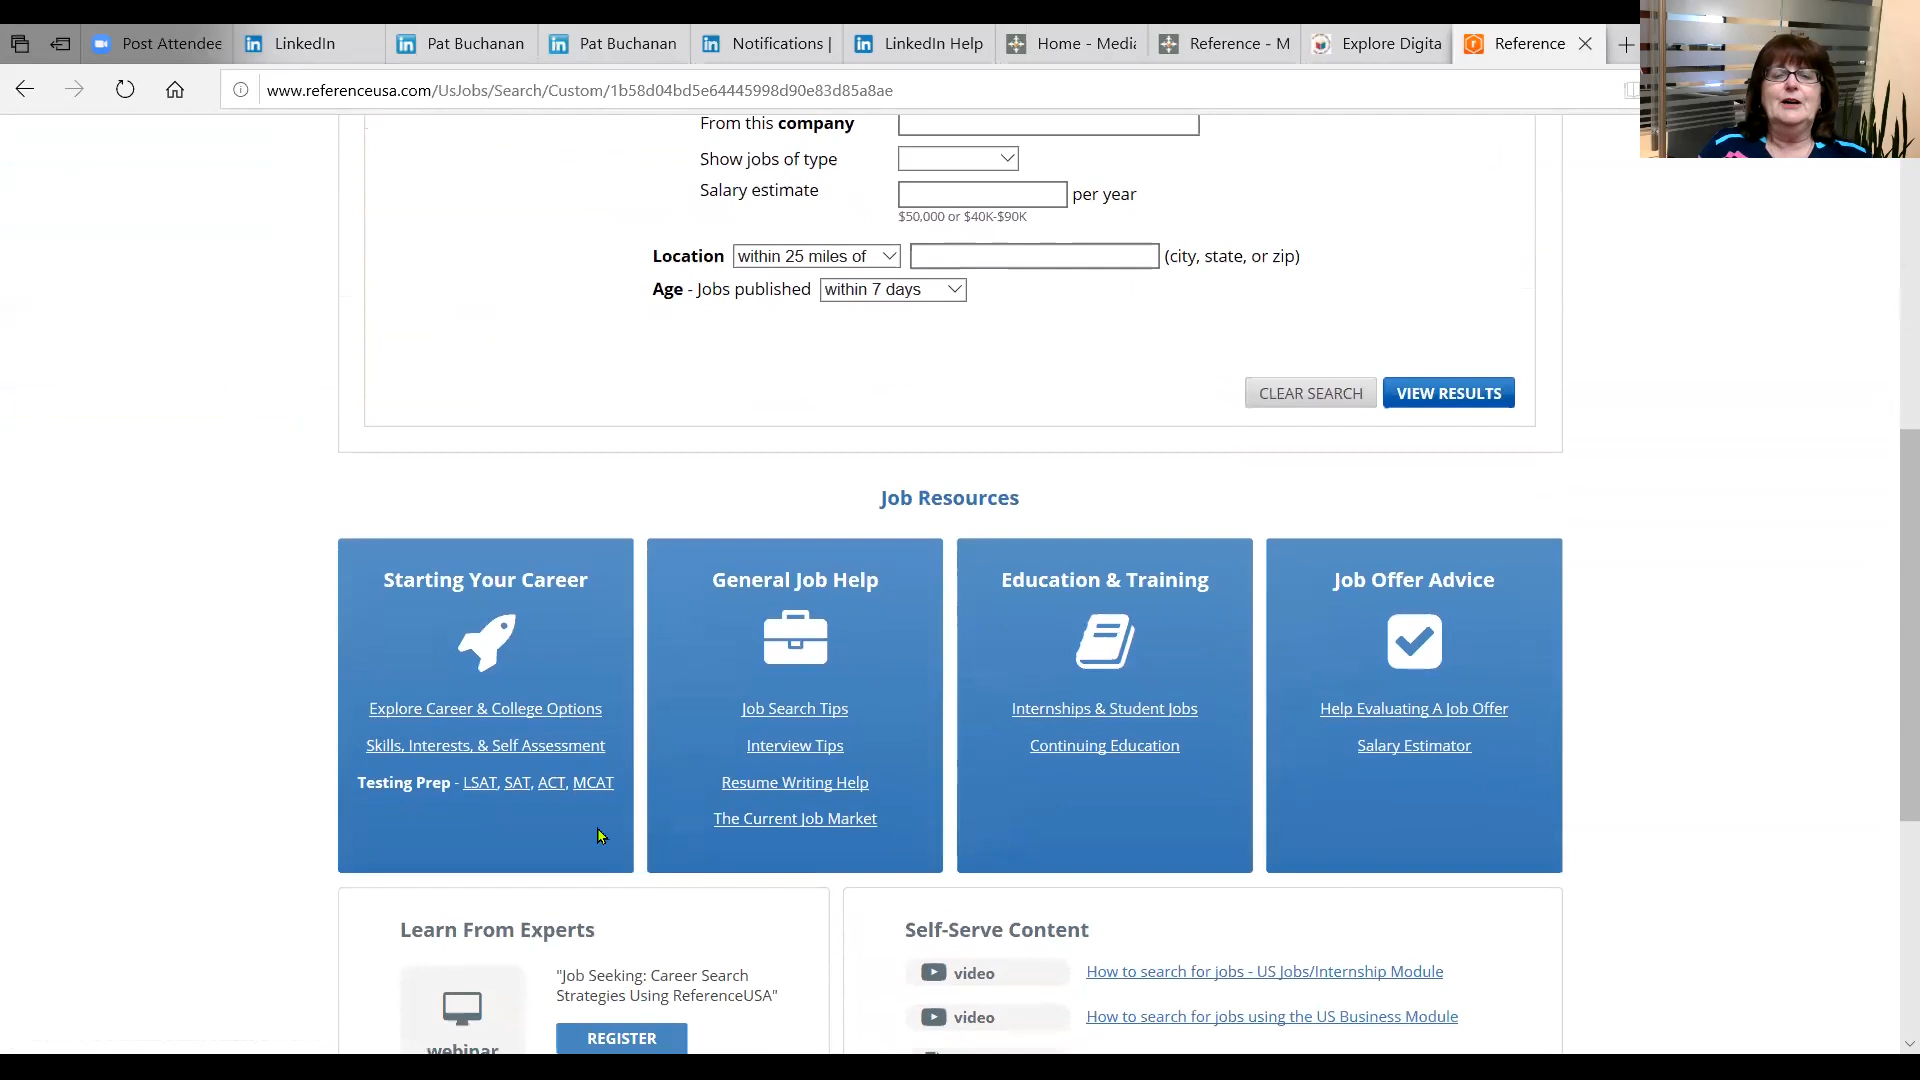 Post Attendee
LinkedIn
Pat Buchanan
Pat Buchanan
Notifications |
LinkedIn Help
Home - Media
Reference - M
Explore Digita
Reference
www.referenceusa.com/UsJobs/Search/Custom/1b58d04bd5e64445998d90e83d85a8ae
From this company
Show jobs of type
Salary estimate
per year
$50,000 or $40K-$90K
Location within 25 miles of (city, state, or zip)
Age - Jobs published within 7 days
CLEAR SEARCH
VIEW RESULTS
Job Resources
Starting Your Career
Explore Career & College Options
Skills, Interests, & Self Assessment
Testing Prep - LSAT, SAT, ACT, MCAT
General Job Help
Job Search Tips
Interview Tips
Resume Writing Help
The Current Job Market
Education & Training
Internships & Student Jobs
Continuing Education
Job Offer Advice
Help Evaluating A Job Offer
Salary Estimator
Learn From Experts
webinar
"Job Seeking: Career Search
Strategies Using ReferenceUSA"
REGISTER
Self-Serve Content
video How to search for jobs - US Jobs/Internship Module
video How to search for jobs using the US Business Module